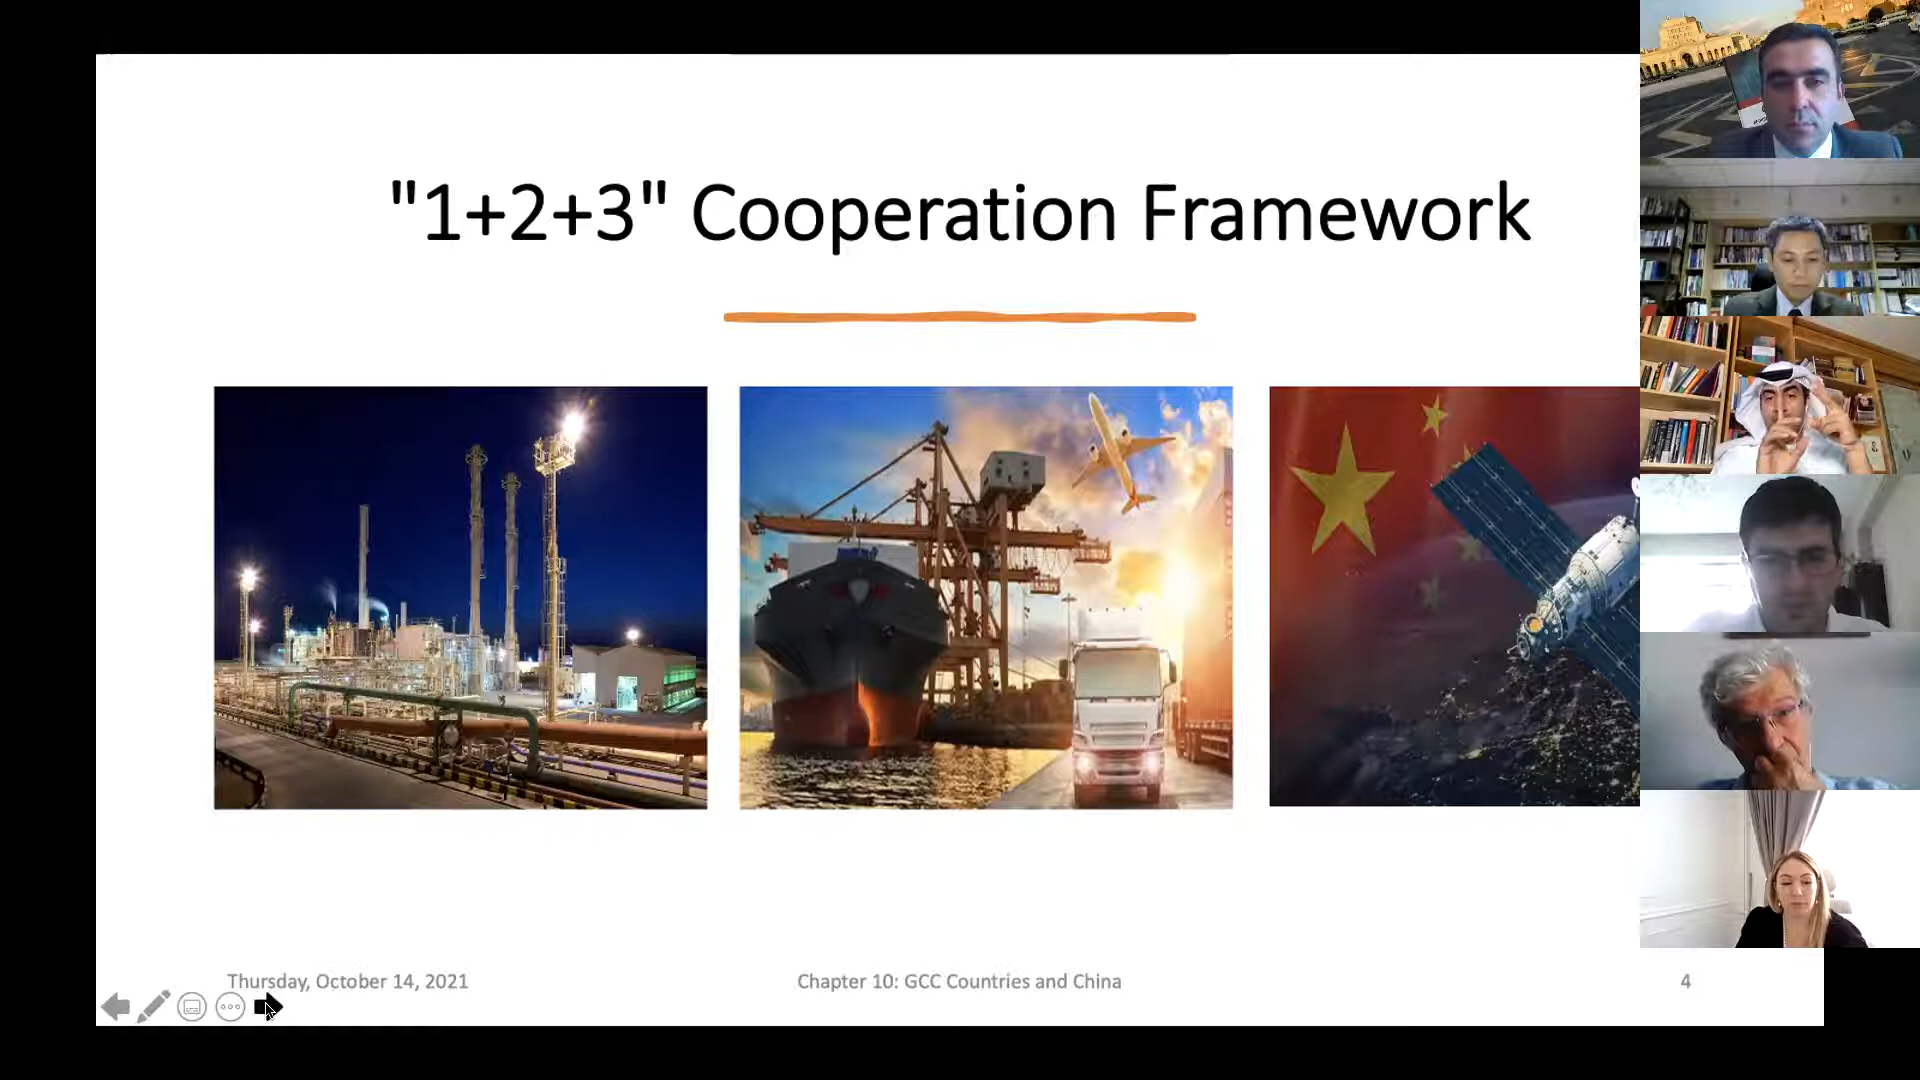 "1+2+3" Cooperation Framework
Thursday, October 14, 2021
Chapter 10: GCC Countries and China
4